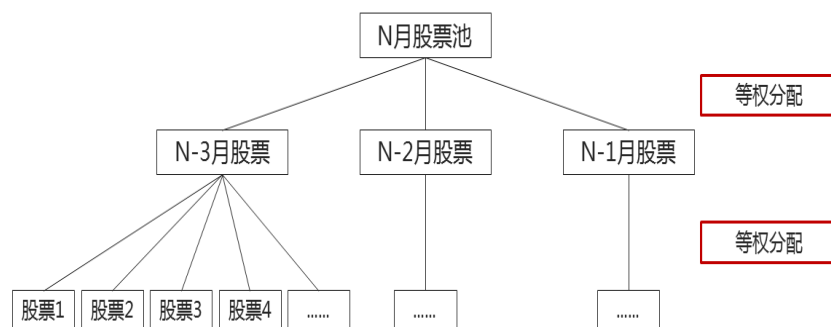 N月股票池
等权分配
N-3月股票
N-2月股票
N-1月股票
等权分配
股票1
股票2
股票3
股票4
......
......
......